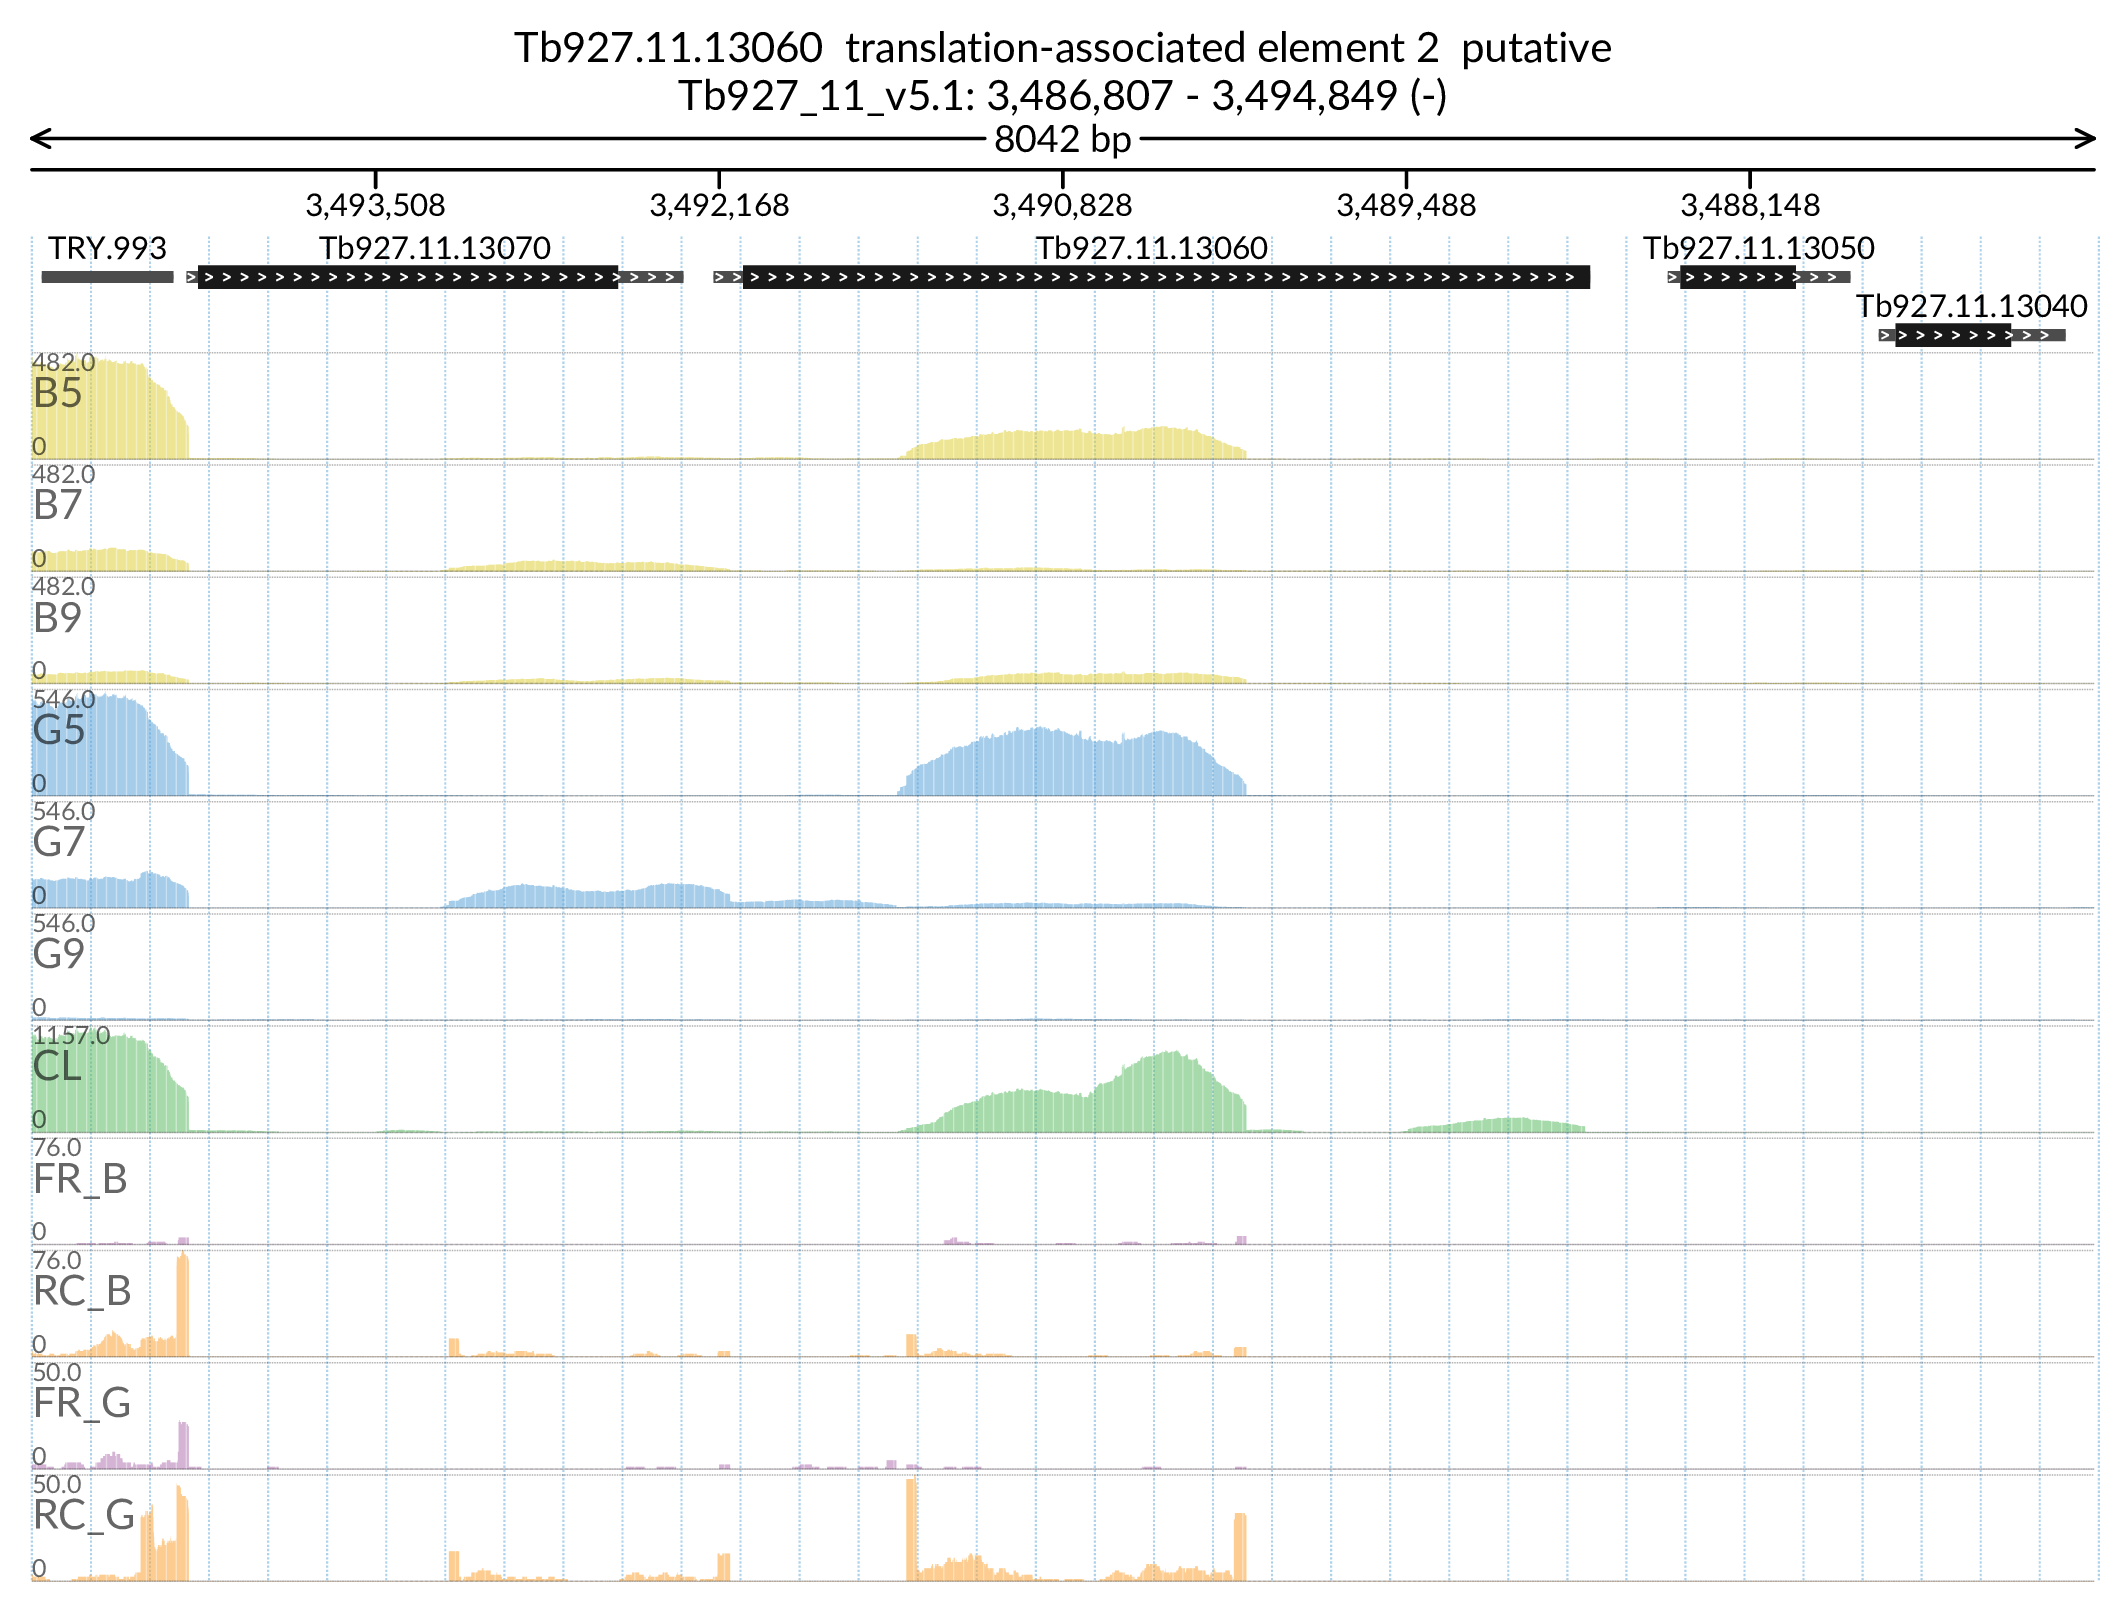 Tb927.11.13060 translation-associated element 2 putative
Tb927_11_v5.1: 3,486,807 - 3,494,849 (-)
8042 bp
3,493,508 3,492,168 3,490,828 3,489,488 3,488,148
TRY.993 Tb927.11.13070 Tb927.11.13060 Tb927.11.13050
Tb927.11.13040
482.0
B5
0
482.0
B7
0
482.0
B9
0
546.0
G5
0
546.0
G7
0
546.0
G9
0
1157.0
CL
0
76.0
FR_B
0
76.0
RC_B
0
50.0
FR_G
0
50.0
RC_G
0